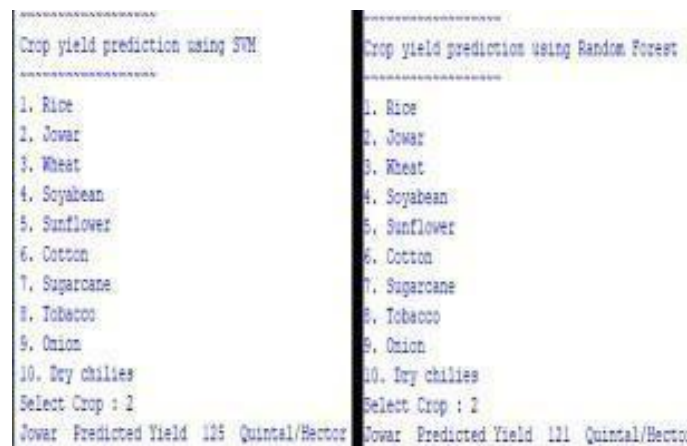 ~~~~~~~~~~~~~~~~~~
Crop yield prediction using SVM
~~~~~~~~~~~~~~~~~~
1. Rice
2. Jowar
3. Wheat
4. Soyabean
5. Sunflower
6. Cotton
7. Sugarcane
8. Tobacco
9. Onion
10. Dry chilies
Select Crop : 2
Jowar Predicted Yield 125 Quintal/Hector
~~~~~~~~~~~~~~~~~~
Crop yield prediction using Random Forest
~~~~~~~~~~~~~~~~~~
1. Rice
2. Jowar
3. Wheat
4. Soyabean
5. Sunflower
6. Cotton
7. Sugarcane
8. Tobacco
9. Onion
10. Dry chilies
Select Crop : 2
Jowar Predicted Yield 121 Quintal/Hecto